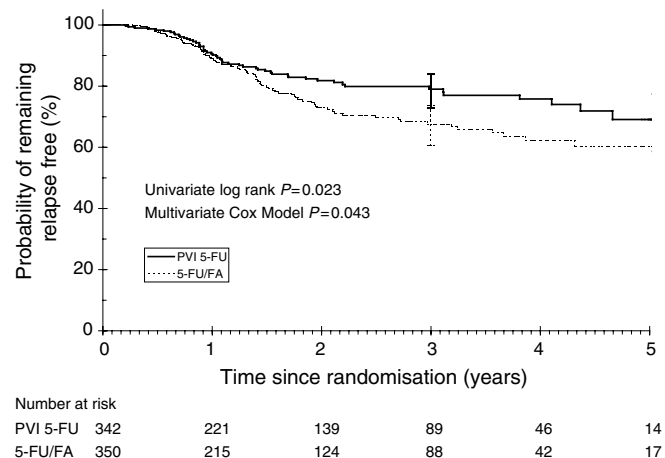 100
80
60
40
20
0
Probability of remaining
relapse free (%)
Univariate log rank P=0.023
Multivariate Cox Model P=0.043
PVI 5-FU
5-FU/FA
0 1 2 3 4 5
Time since randomisation (years)
Number at risk
PVI 5-FU 342 221 139 89 46 14
5-FU/FA 350 215 124 88 42 17